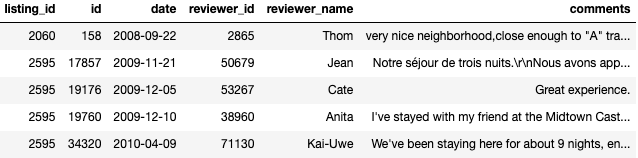 listing_id id date reviewer_id reviewer_name comments
2060 158 2008-09-22 2865 Thom very nice neighborhood,close enough to "A" tra...
2595 17857 2009-11-21 50679 Jean Notre séjour de trois nuits.\r\nNous avons app...
2595 19176 2009-12-05 53267 Cate Great experience.
2595 19760 2009-12-10 38960 Anita I've stayed with my friend at the Midtown Cast...
2595 34320 2010-04-09 71130 Kai-Uwe We've been staying here for about 9 nights, en...